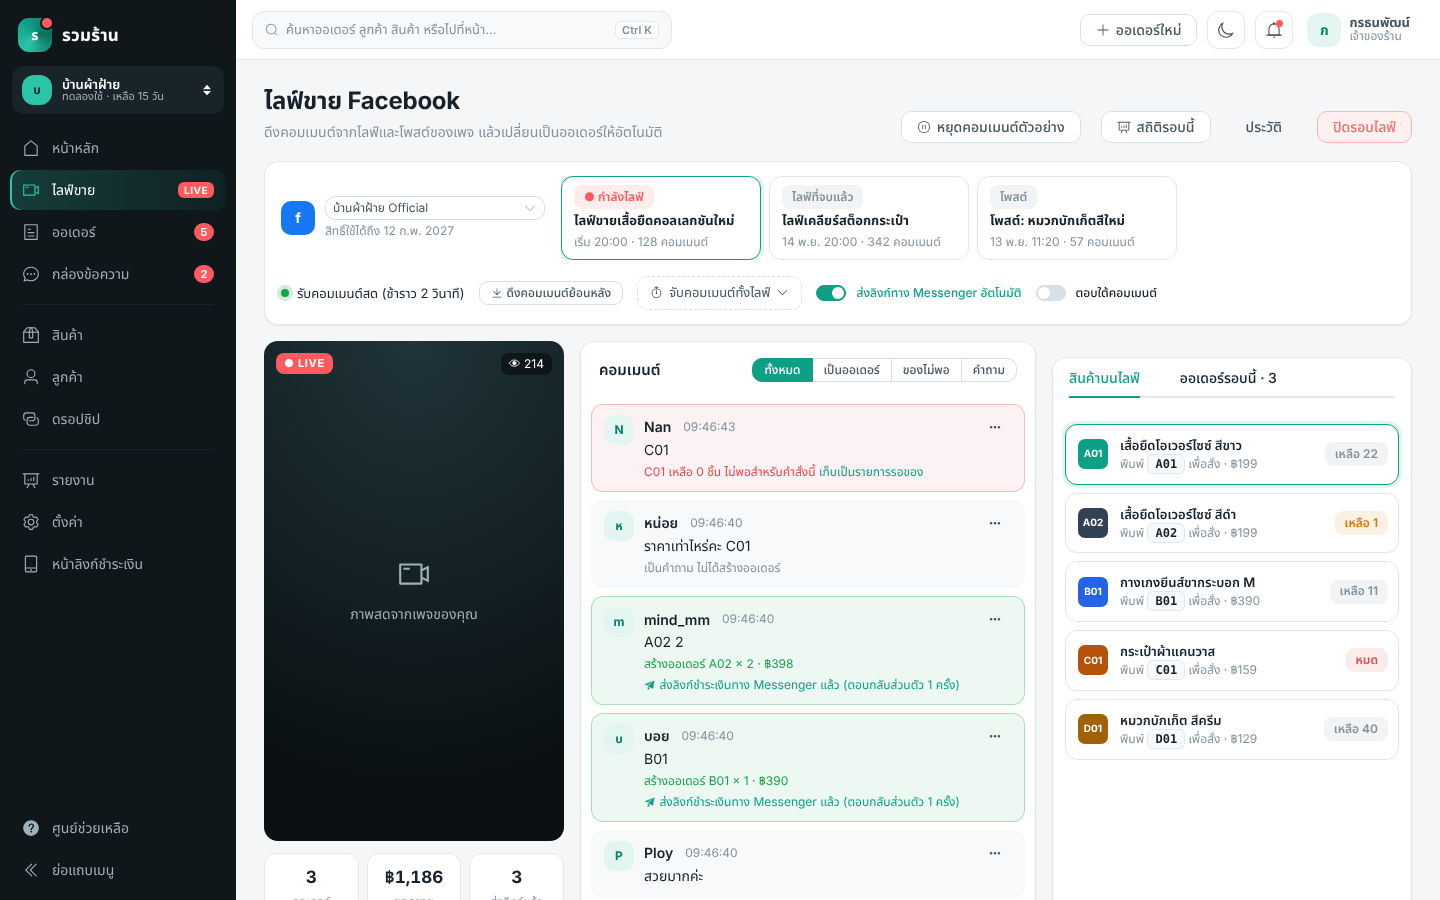 s รวมร้าน
บ บ้านผ้าฝ้าย
ทดลองใช้ · เหลือ 15 วัน
หน้าหลัก
ไลฟ์ขาย LIVE
ออเดอร์ 5
กล่องข้อความ 2
สินค้า
ลูกค้า
ดรอปชิป
รายงาน
ตั้งค่า
หน้าลิงก์ชำระเงิน
ศูนย์ช่วยเหลือ
ย่อแถบเมนู
ค้นหาออเดอร์ ลูกค้า สินค้า หรือไปที่หน้า... Ctrl K
ออเดอร์ใหม่
ก กรธนพัฒน์
เจ้าของร้าน
ไลฟ์ขาย Facebook
ดึงคอมเมนต์จากไลฟ์และโพสต์ของเพจ แล้วเปลี่ยนเป็นออเดอร์ให้อัตโนมัติ
หยุดคอมเมนต์ตัวอย่าง สถิติรอบนี้ ประวัติ ปิดรอบไลฟ์
f บ้านผ้าฝ้าย Official
สิทธิ์ใช้ได้ถึง 12 ก.พ. 2027
กำลังไลฟ์
ไลฟ์ขายเสื้อยืดคอลเลกชันใหม่
เริ่ม 20:00 · 128 คอมเมนต์
ไลฟ์ที่จบแล้ว
ไลฟ์เคลียร์สต็อกกระเป๋า
14 พ.ย. 20:00 · 342 คอมเมนต์
โพสต์
โพสต์: หมวกบักเก็ตสีใหม่
13 พ.ย. 11:20 · 57 คอมเมนต์
รับคอมเมนต์สด (ช้าราว 2 วินาที) ดึงคอมเมนต์ย้อนหลัง จับคอมเมนต์ทั้งไลฟ์ ส่งลิงก์ทาง Messenger อัตโนมัติ ตอบใต้คอมเมนต์
LIVE 214
ภาพสดจากเพจของคุณ
3 ฿1,186 3
คอมเมนต์ ทั้งหมด เป็นออเดอร์ ของไม่พอ คำถาม
N Nan 09:46:43
C01
C01 เหลือ 0 ชิ้น ไม่พอสำหรับคำสั่งนี้ เก็บเป็นรายการรอของ
ห หน่อย 09:46:40
ราคาเท่าไหร่คะ C01
เป็นคำถาม ไม่ได้สร้างออเดอร์
m mind_mm 09:46:40
A02 2
สร้างออเดอร์ A02 × 2 · ฿398
ส่งลิงก์ชำระเงินทาง Messenger แล้ว (ตอบกลับส่วนตัว 1 ครั้ง)
บ บอย 09:46:40
B01
สร้างออเดอร์ B01 × 1 · ฿390
ส่งลิงก์ชำระเงินทาง Messenger แล้ว (ตอบกลับส่วนตัว 1 ครั้ง)
P Ploy 09:46:40
สวยมากค่ะ
สินค้าบนไลฟ์ ออเดอร์รอบนี้ · 3
A01 เสื้อยืดโอเวอร์ไซซ์ สีขาว
พิมพ์ A01 เพื่อสั่ง · ฿199 เหลือ 22
A02 เสื้อยืดโอเวอร์ไซซ์ สีดำ
พิมพ์ A02 เพื่อสั่ง · ฿199 เหลือ 1
B01 กางเกงยีนส์ขากระบอก M
พิมพ์ B01 เพื่อสั่ง · ฿390 เหลือ 11
C01 กระเป๋าผ้าแคนวาส
พิมพ์ C01 เพื่อสั่ง · ฿159 หมด
D01 หมวกบักเก็ต สีครีม
พิมพ์ D01 เพื่อสั่ง · ฿129 เหลือ 40